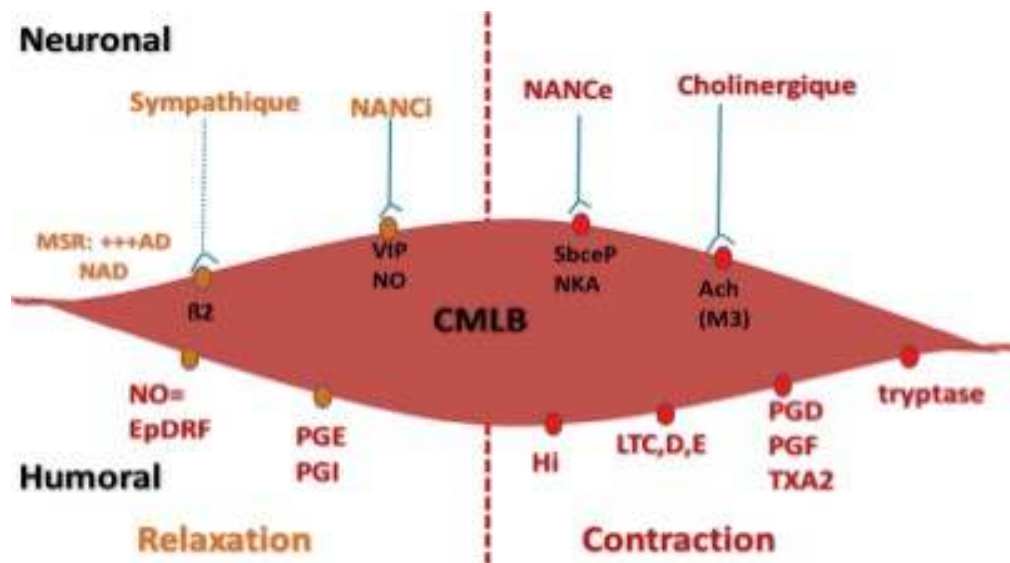 Neuronal
Sympathique
NANCi
NANCe
Cholinergique
MSR: +++AD
NAD
ß2
VIP
NO
SbceP
NKA
Ach
(M3)
CMLB
NO=
EpDRF
PGE
PGI
Hi
LTC,D,E
PGD
PGF
TXA2
tryptase
Humoral
Relaxation
Contraction